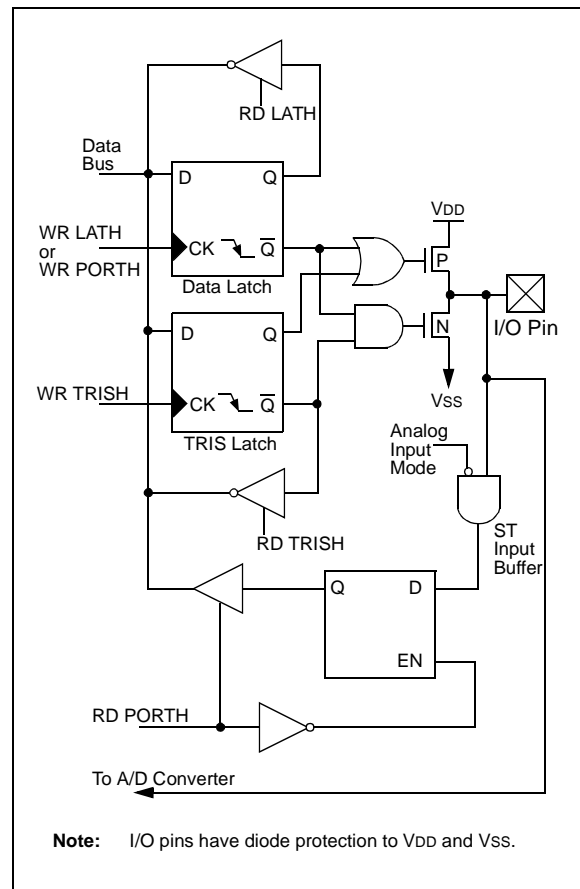 RD LATH
Data
Bus
D
Q
VDD
WR LATH
or
WR PORTH
CK
Q
P
Data Latch
I/O Pin
D
Q
N
WR TRISH
CK
Q
VSS
TRIS Latch
Analog
Input
Mode
RD TRISH
ST
Input
Buffer
Q
D
EN
RD PORTH
To A/D Converter
Note: I/O pins have diode protection to VDD and VSS.